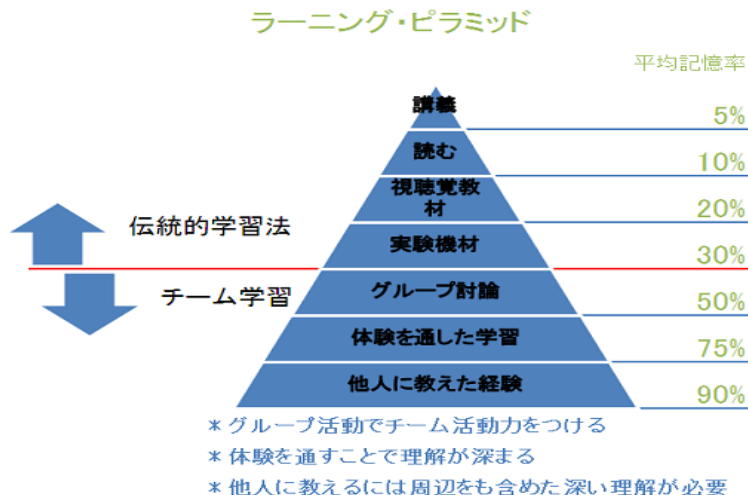 ラーニング・ピラミッド
平均記憶率
講義
5%
読む
10%
視聴覚教
材
20%
伝統的学習法
実験機材
30%
チーム学習
グループ討論
50%
体験を通した学習
75%
他人に教えた経験
90%
* グループ活動でチーム活動力をつける
* 体験を通すことで理解が深まる
* 他人に教えるには周辺をも含めた深い理解が必要